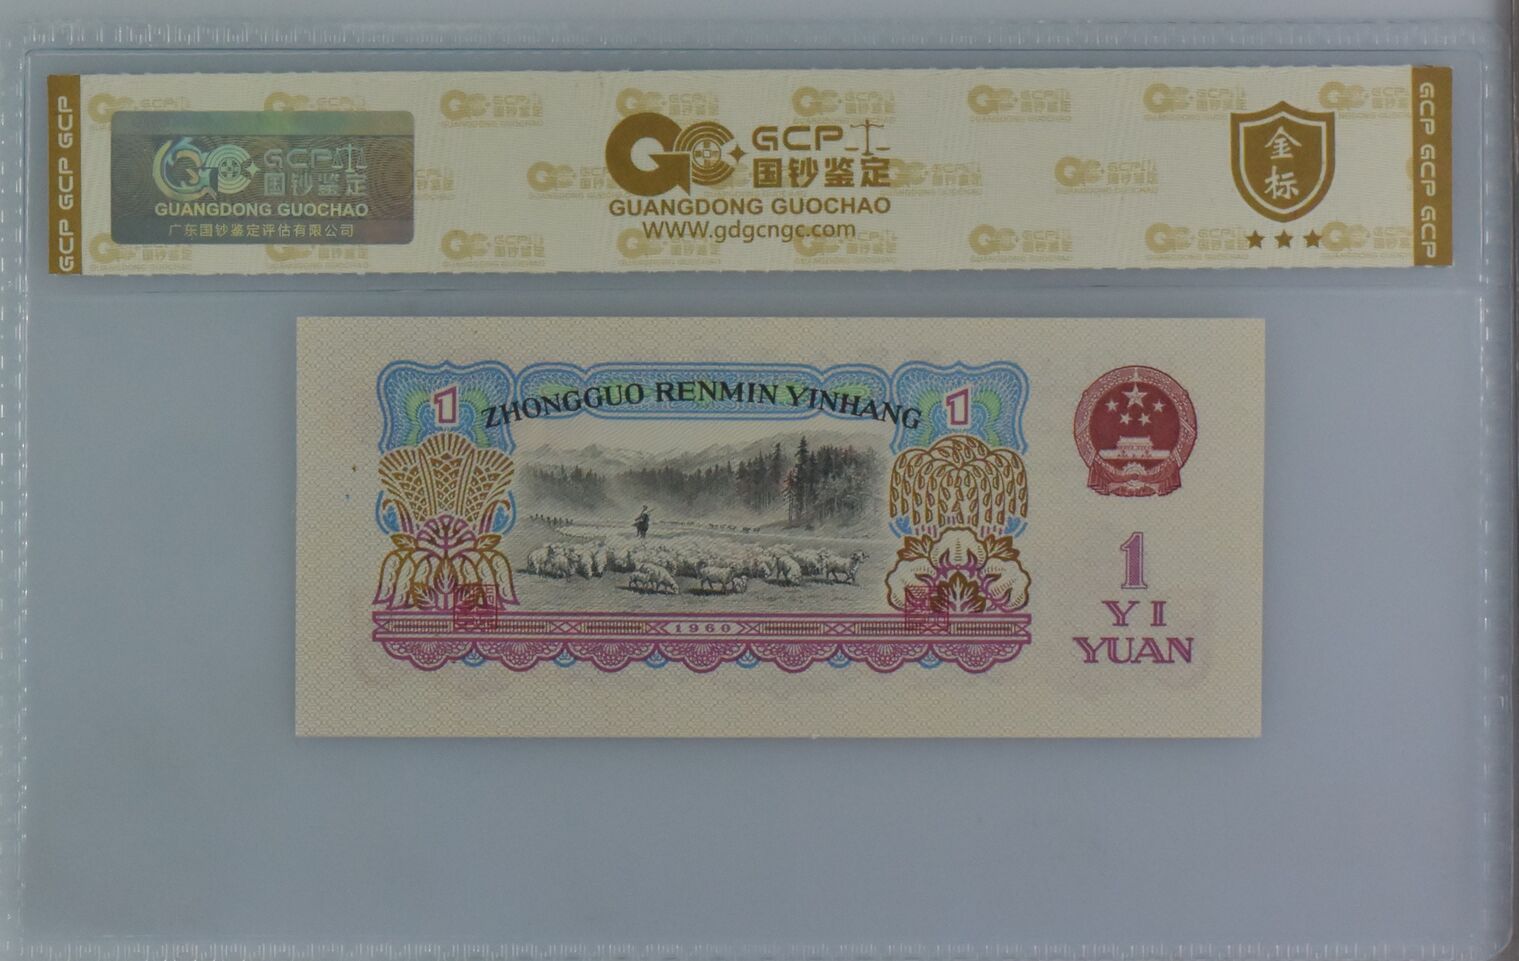 GCP GCP GCP
GCP
国钞鉴定
GUANGDONG GUOCHAO
广东国钞鉴定评估有限公司
GCP
国钞鉴定
GUANGDONG GUOCHAO
WWW.gdgcngc.com
金
标
GCP GCP GCP
1
ZHONGGUO RENMIN YINHANG
1
1960
1
YI
YUAN